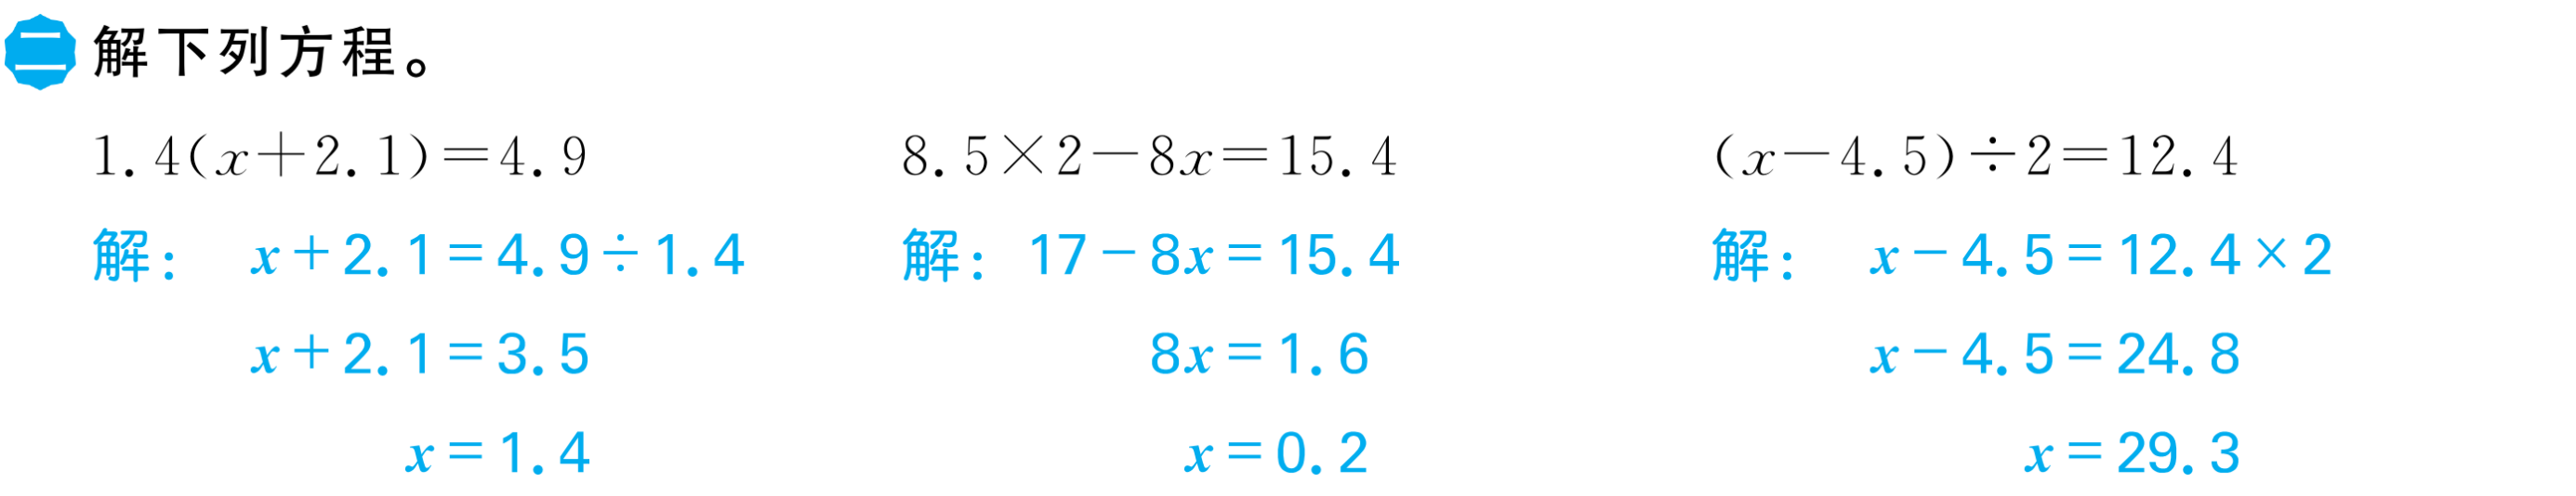 二 解下列方程。
1.4(x+2.1)=4.9
解： x+2.1=4.9÷1.4
x+2.1=3.5
x=1.4
8.5×2-8x=15.4
解：17-8x=15.4
8x=1.6
x=0.2
(x-4.5)÷2=12.4
解： x-4.5=12.4×2
x-4.5=24.8
x=29.3